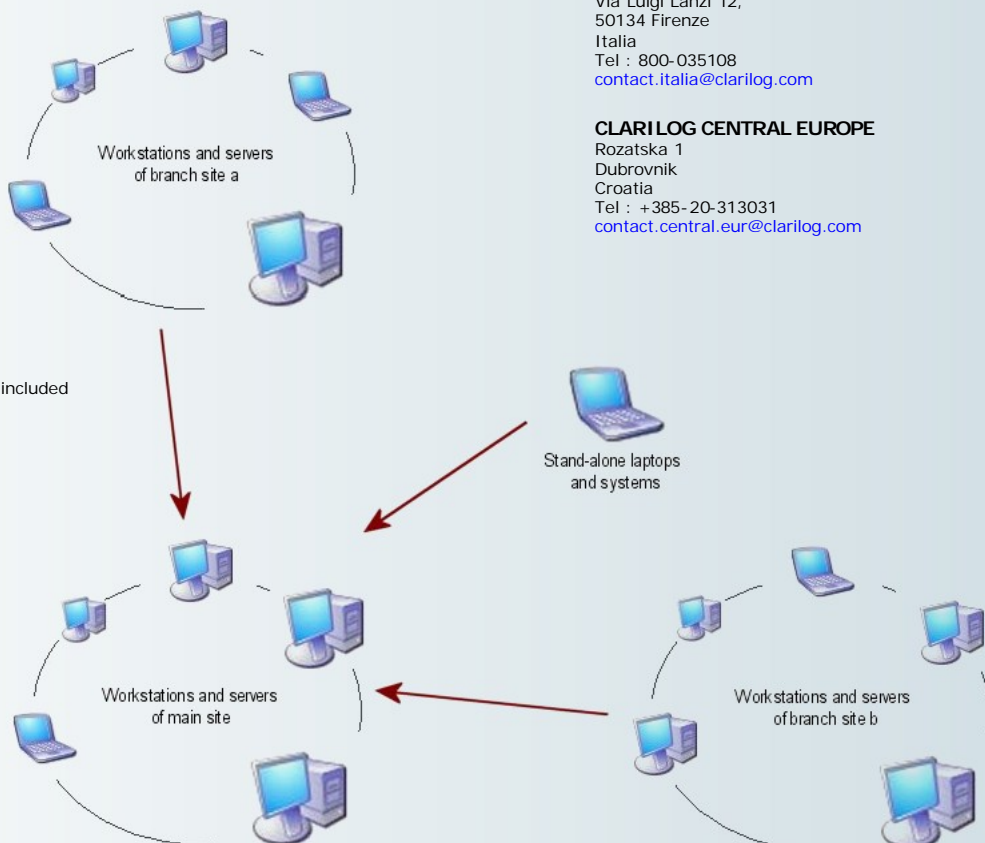 Via Luigi Lanzi 12,
50134 Firenze
Italia
Tel : 800-035108
contact.italia@clarilog.com
CLARILOG CENTRAL EUROPE
Rozatska 1
Dubrovnik
Croatia
Tel : +385-20-313031
contact.central.eur@clarilog.com
Workstations and servers
of branch site a
included
Stand-alone laptops
and systems
Workstations and servers
of main site
Workstations and servers
of branch site b